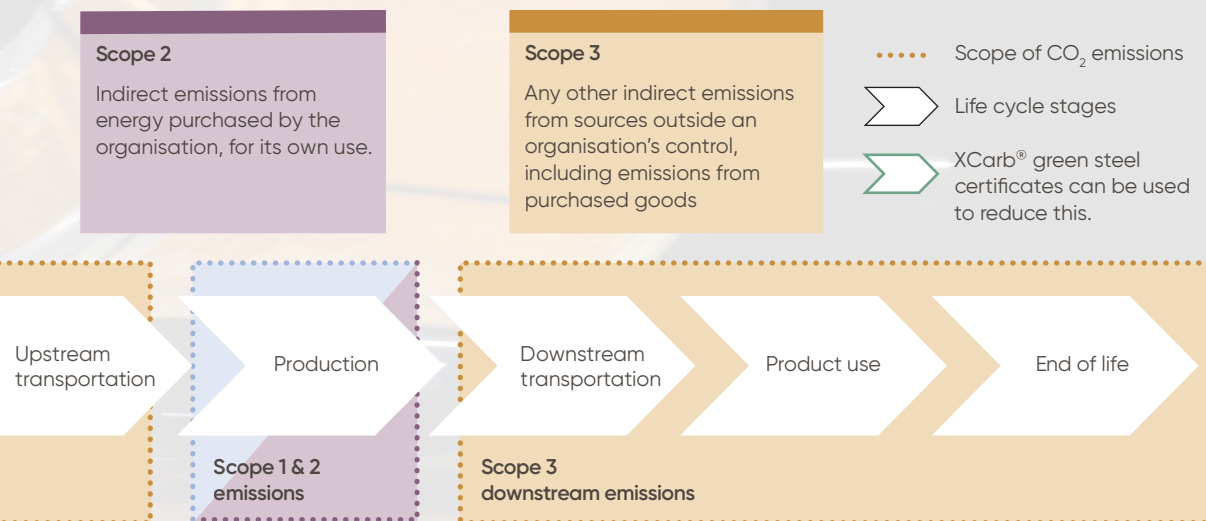 Scope 2
Indirect emissions from
energy purchased by the
organisation, for its own use.
Scope 3
Any other indirect emissions
from sources outside an
organisation's control,
including emissions from
purchased goods
Scope of CO₂ emissions
Life cycle stages
XCarb® green steel
certificates can be used
to reduce this.
Upstream
transportation
Production
Downstream
transportation
Product use
End of life
Scope 1 & 2
emissions
Scope 3
downstream emissions